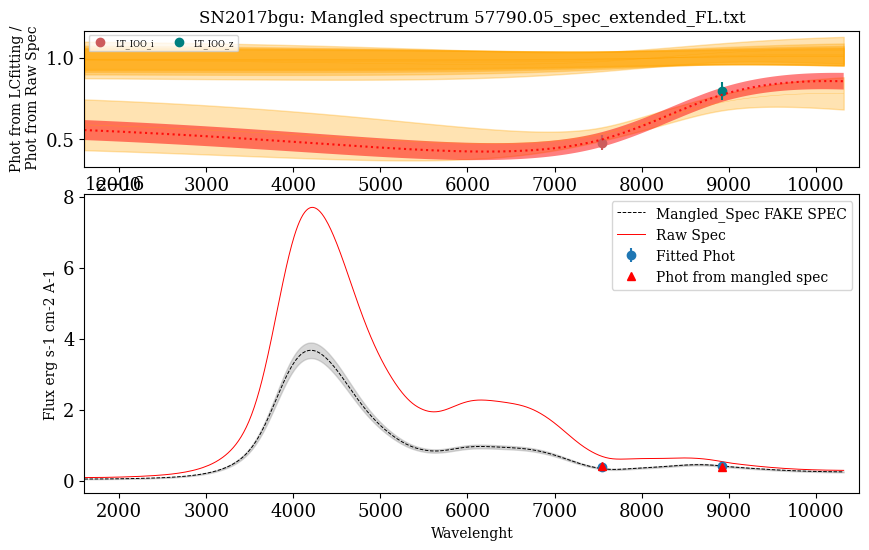 SN2017bgu: Mangled spectrum 57790.05_spec_extended_FL.txt
Phot from LCfitting /
Phot from Raw Spec
1.0
0.5
LT_IOO_i LT_IOO_z
2000 3000 4000 5000 6000 7000 8000 9000 10000
1e−16
8
6
4
2
0
Flux erg s-1 cm-2 A-1
Mangled_Spec FAKE SPEC
Raw Spec
Fitted Phot
Phot from mangled spec
2000 3000 4000 5000 6000 7000 8000 9000 10000
Wavelenght